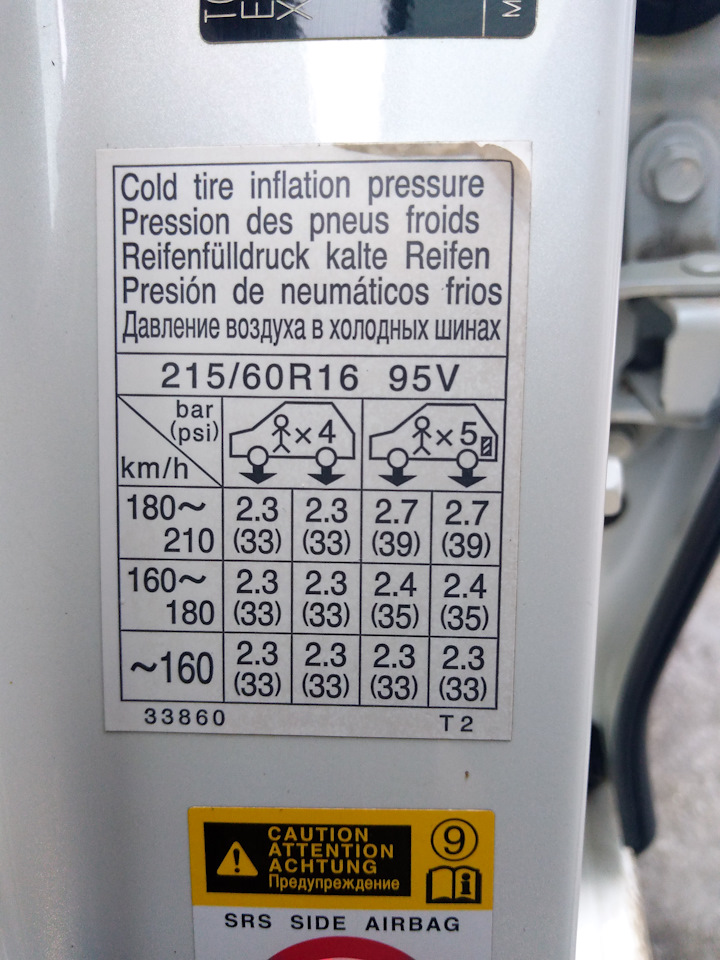 Cold tire inflation pressure
Pression des pneus froids
Reifenfülldruck kalte Reifen
Presión de neumáticos frios
Давление воздуха в холодных шинах
215/60R16 95V
bar
(psi)
km/h
×4
×5
180~
210
2.3 2.3 2.7 2.7
(33) (33) (39) (39)
160~
180
2.3 2.3 2.4 2.4
(33) (33) (35) (35)
~160
2.3 2.3 2.3 2.3
(33) (33) (33) (33)
33860 T2
CAUTION
ATTENTION
ACHTUNG
Предупреждение
9
SRS SIDE AIRBAG